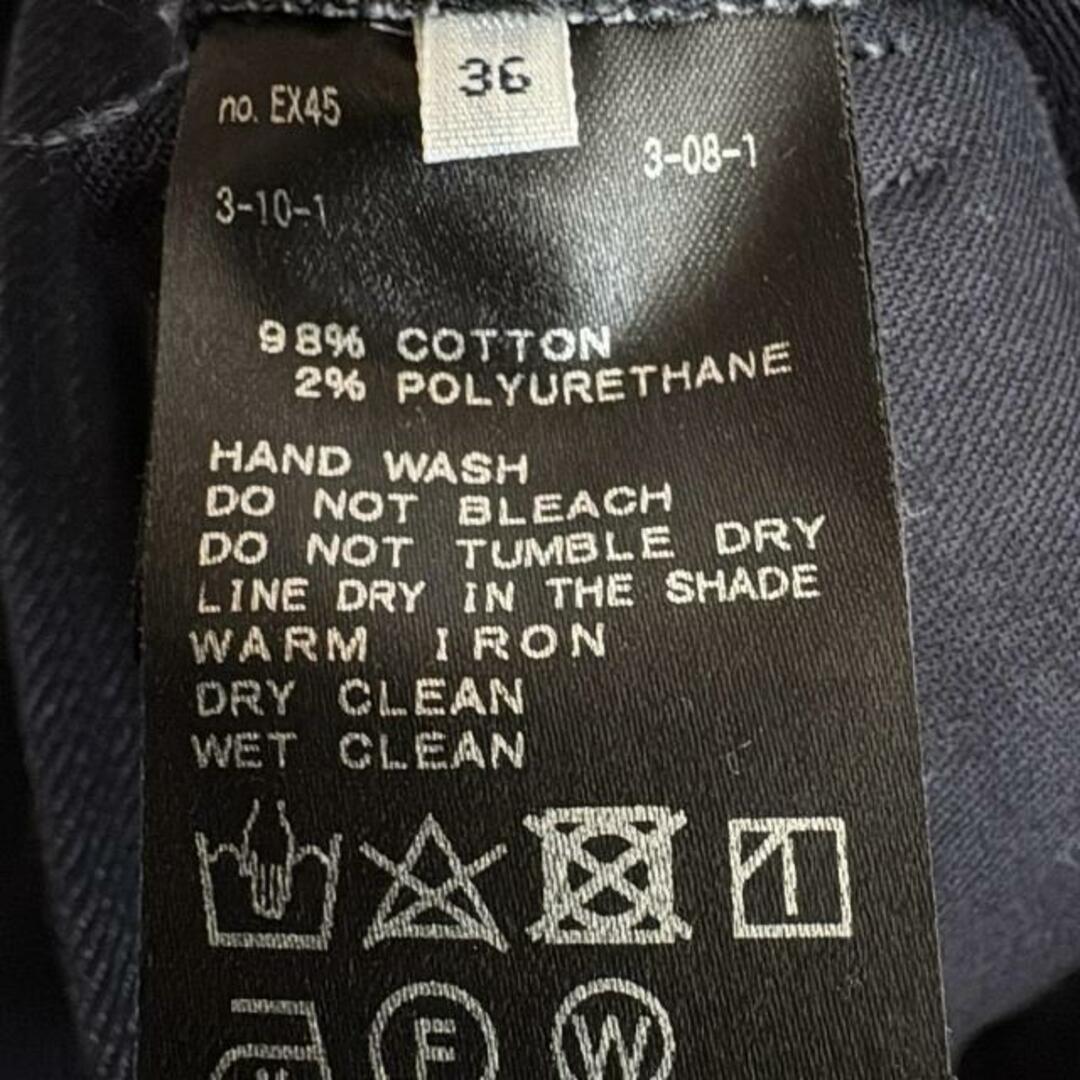 36
no. EX45
3-08-1
3-10-1
98% COTTON
2% POLYURETHANE
HAND WASH
DO NOT BLEACH
DO NOT TUMBLE DRY
LINE DRY IN THE SHADE
WARM IRON
DRY CLEAN
WET CLEAN
F W